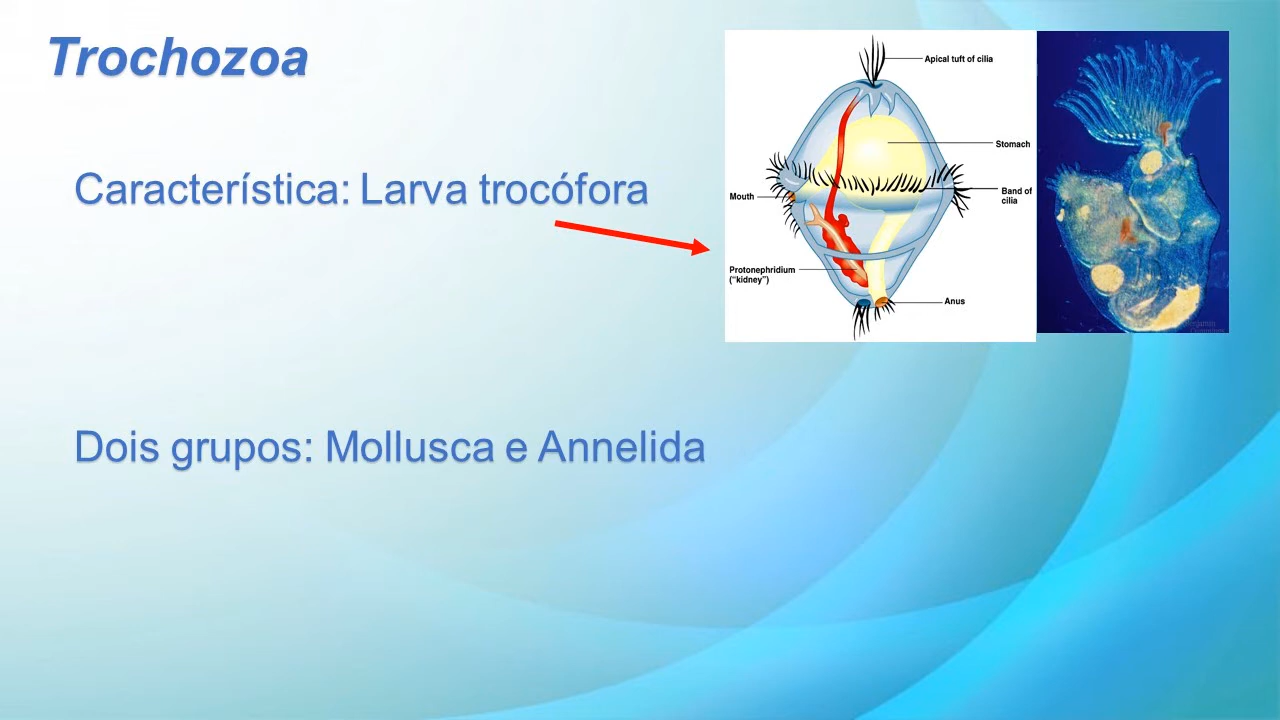 Trochozoa
Característica: Larva trocófora
Apical tuft of cilia
Stomach
Mouth
Band of
cilia
Protonephridium
("kidney")
Anus
Dois grupos: Mollusca e Annelida